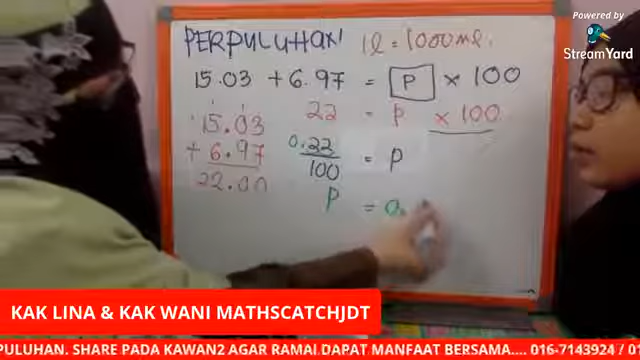 Powered by
StreamYard
PERPULUHAN 1l = 1000ml.
15.03 + 6.97 = P × 100
22 = P × 100
15.03
+ 6.97
22.00
0.22
100 = P
P = 0.
KAK LINA & KAK WANI MATHSCATCHJDT
PULUHAN. SHARE PADA KAWAN2 AGAR RAMAI DAPAT MANFAAT BERSAMA.... 016-7143924 /